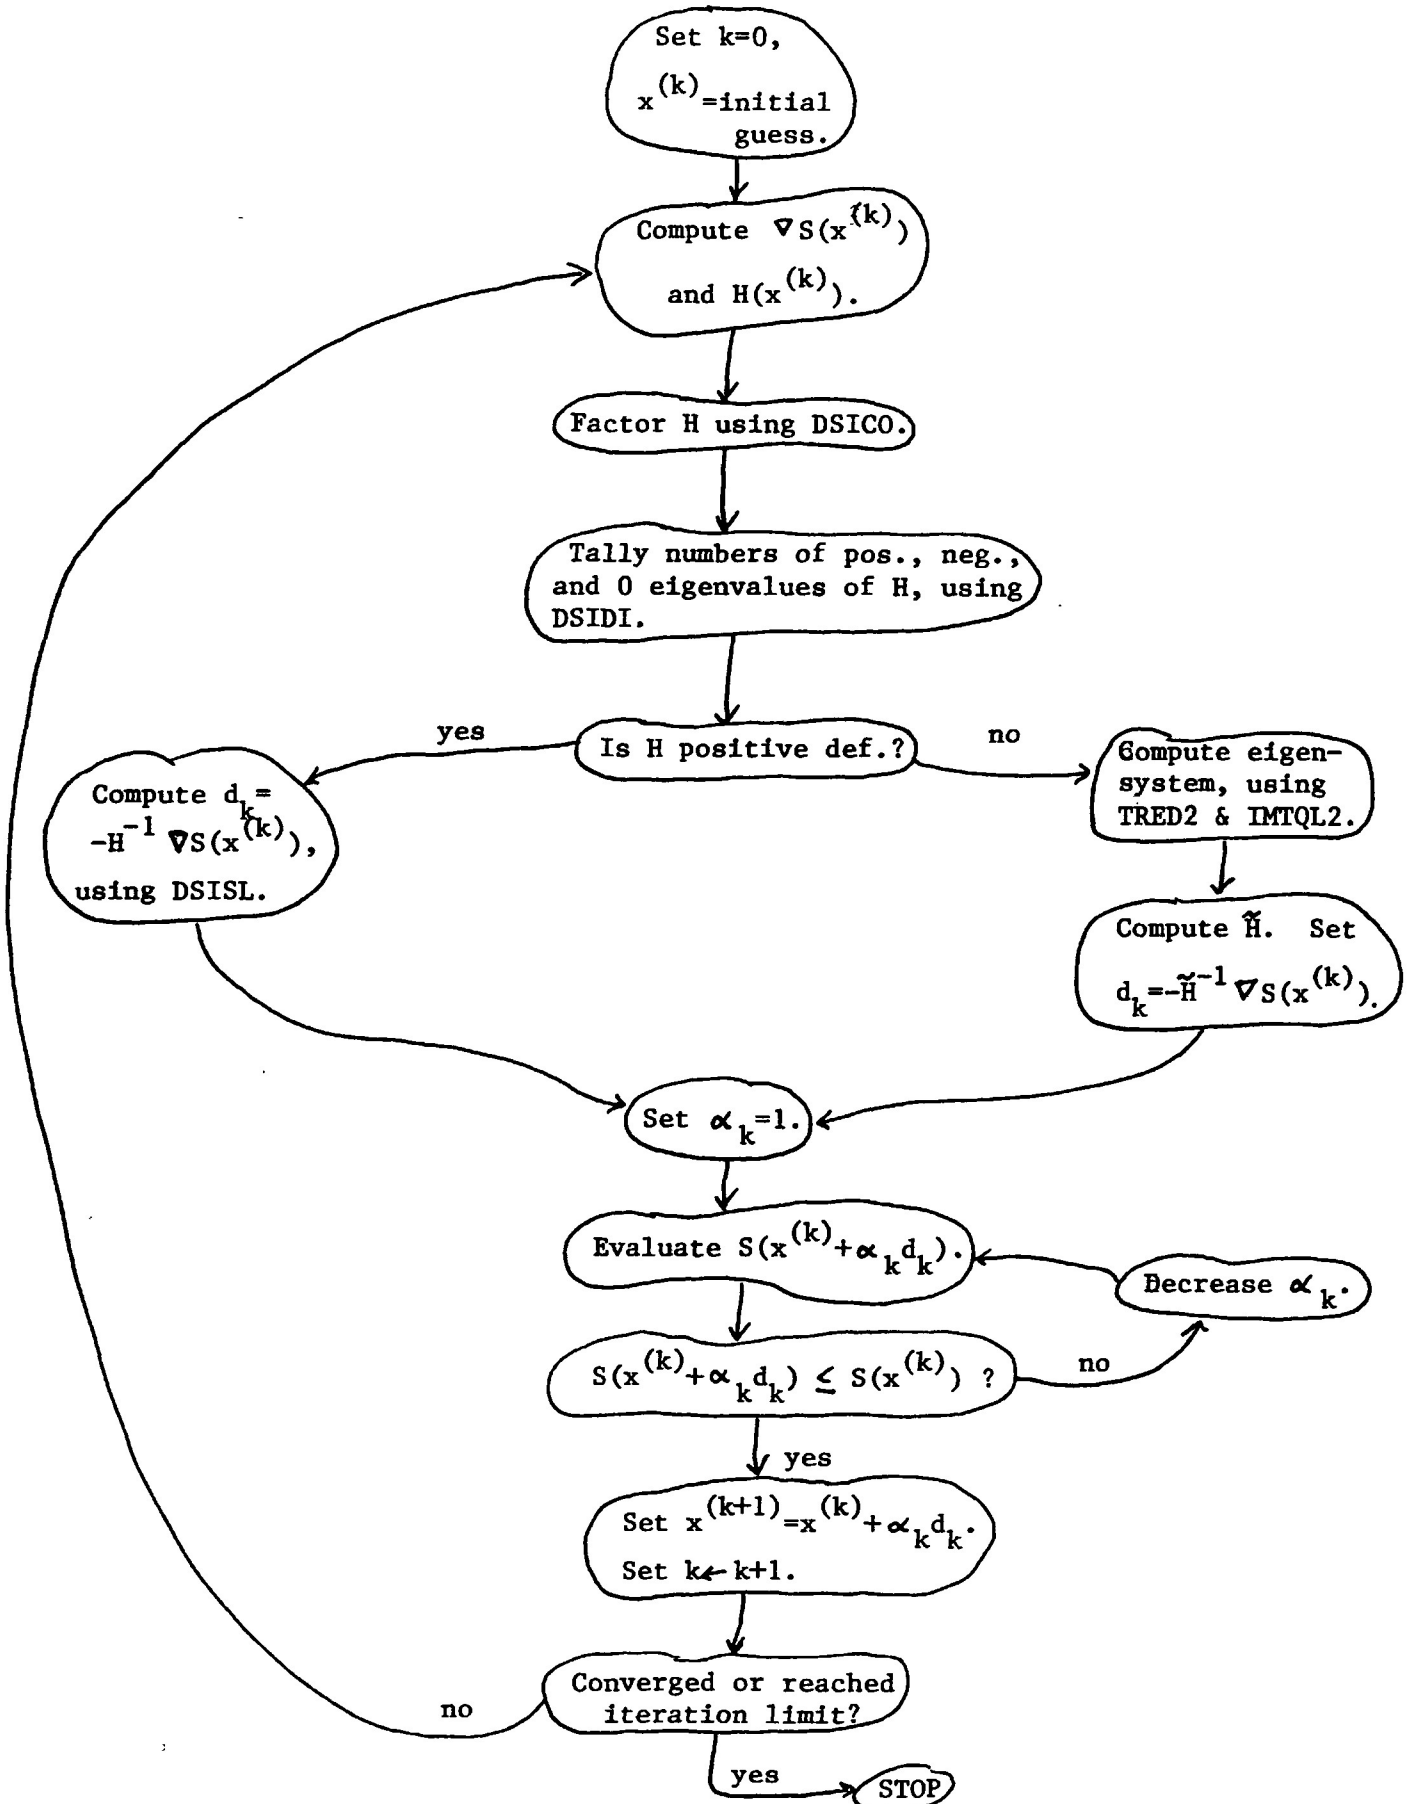 Set k=0,
x^(k)=initial
guess.
Compute ∇S(x^(k))
and H(x^(k)).
Factor H using DSICO.
Tally numbers of pos., neg.,
and 0 eigenvalues of H, using
DSIDI.
Is H positive def.?
yes
no
Compute d_k=
-H^-1 ∇S(x^(k)),
using DSISL.
Compute eigen-
system, using
TRED2 & IMTQL2.
Compute H̃. Set
d_k=-H̃^-1 ∇S(x^(k)).
Set α_k=1.
Evaluate S(x^(k)+α_k d_k).
Decrease α_k.
S(x^(k)+α_k d_k) ≤ S(x^(k)) ?
no
yes
Set x^(k+1)=x^(k)+α_k d_k.
Set k←k+1.
Converged or reached
iteration limit?
no
yes
STOP